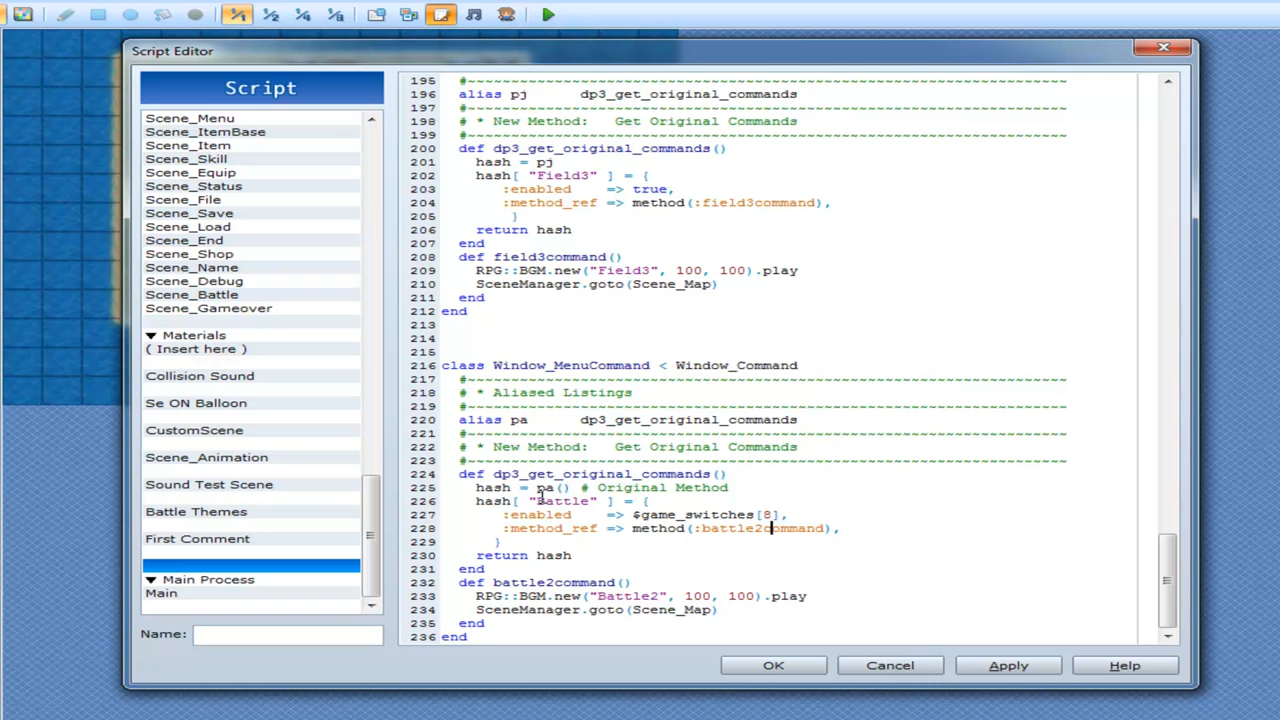 Script Editor
Script
Scene_Menu
Scene_ItemBase
Scene_Item
Scene_Skill
Scene_Equip
Scene_Status
Scene_File
Scene_Save
Scene_Load
Scene_End
Scene_Shop
Scene_Name
Scene_Debug
Scene_Battle
Scene_Gameover
▼ Materials
( Insert here )
Collision Sound
Se ON Balloon
CustomScene
Scene_Animation
Sound Test Scene
Battle Themes
First Comment
▼ Main Process
Main
Name:
195 #------------------------------------------------------------------------
196 alias pj dp3_get_original_commands
197 #------------------------------------------------------------------------
198 # * New Method: Get Original Commands
199 #------------------------------------------------------------------------
200 def dp3_get_original_commands()
201 hash = pj
202 hash[ "Field3" ] = {
203 :enabled => true,
204 :method_ref => method(:field3command),
205 }
206 return hash
207 end
208 def field3command()
209 RPG::BGM.new("Field3", 100, 100).play
210 SceneManager.goto(Scene_Map)
211 end
212 end
213
214
215
216 class Window_MenuCommand < Window_Command
217 #------------------------------------------------------------------------
218 # * Aliased Listings
219 #------------------------------------------------------------------------
220 alias pa dp3_get_original_commands
221 #------------------------------------------------------------------------
222 # * New Method: Get Original Commands
223 #------------------------------------------------------------------------
224 def dp3_get_original_commands()
225 hash = pa() # Original Method
226 hash[ "Battle" ] = {
227 :enabled => $game_switches[8],
228 :method_ref => method(:battle2command),
229 }
230 return hash
231 end
232 def battle2command()
233 RPG::BGM.new("Battle2", 100, 100).play
234 SceneManager.goto(Scene_Map)
235 end
236 end
OK Cancel Apply Help